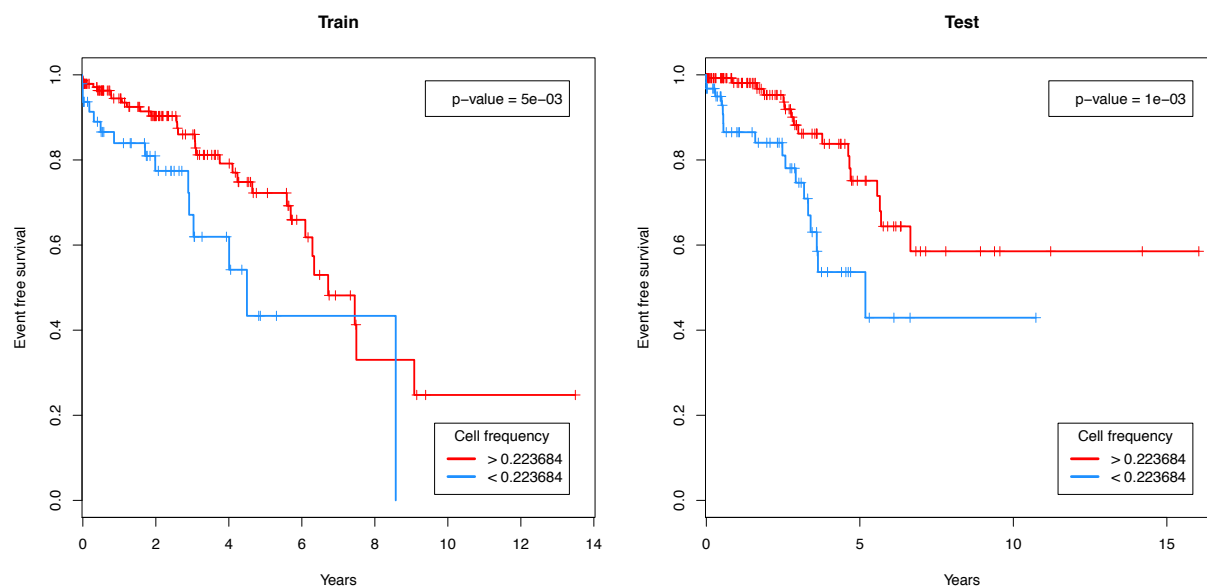 Train
Event free survival
1.0
0.8
0.6
0.4
0.2
0.0
p-value = 5e-03
Cell frequency
> 0.223684
< 0.223684
0 2 4 6 8 10 12 14
Years
Test
Event free survival
1.0
0.8
0.6
0.4
0.2
0.0
p-value = 1e-03
Cell frequency
> 0.223684
< 0.223684
0 5 10 15
Years